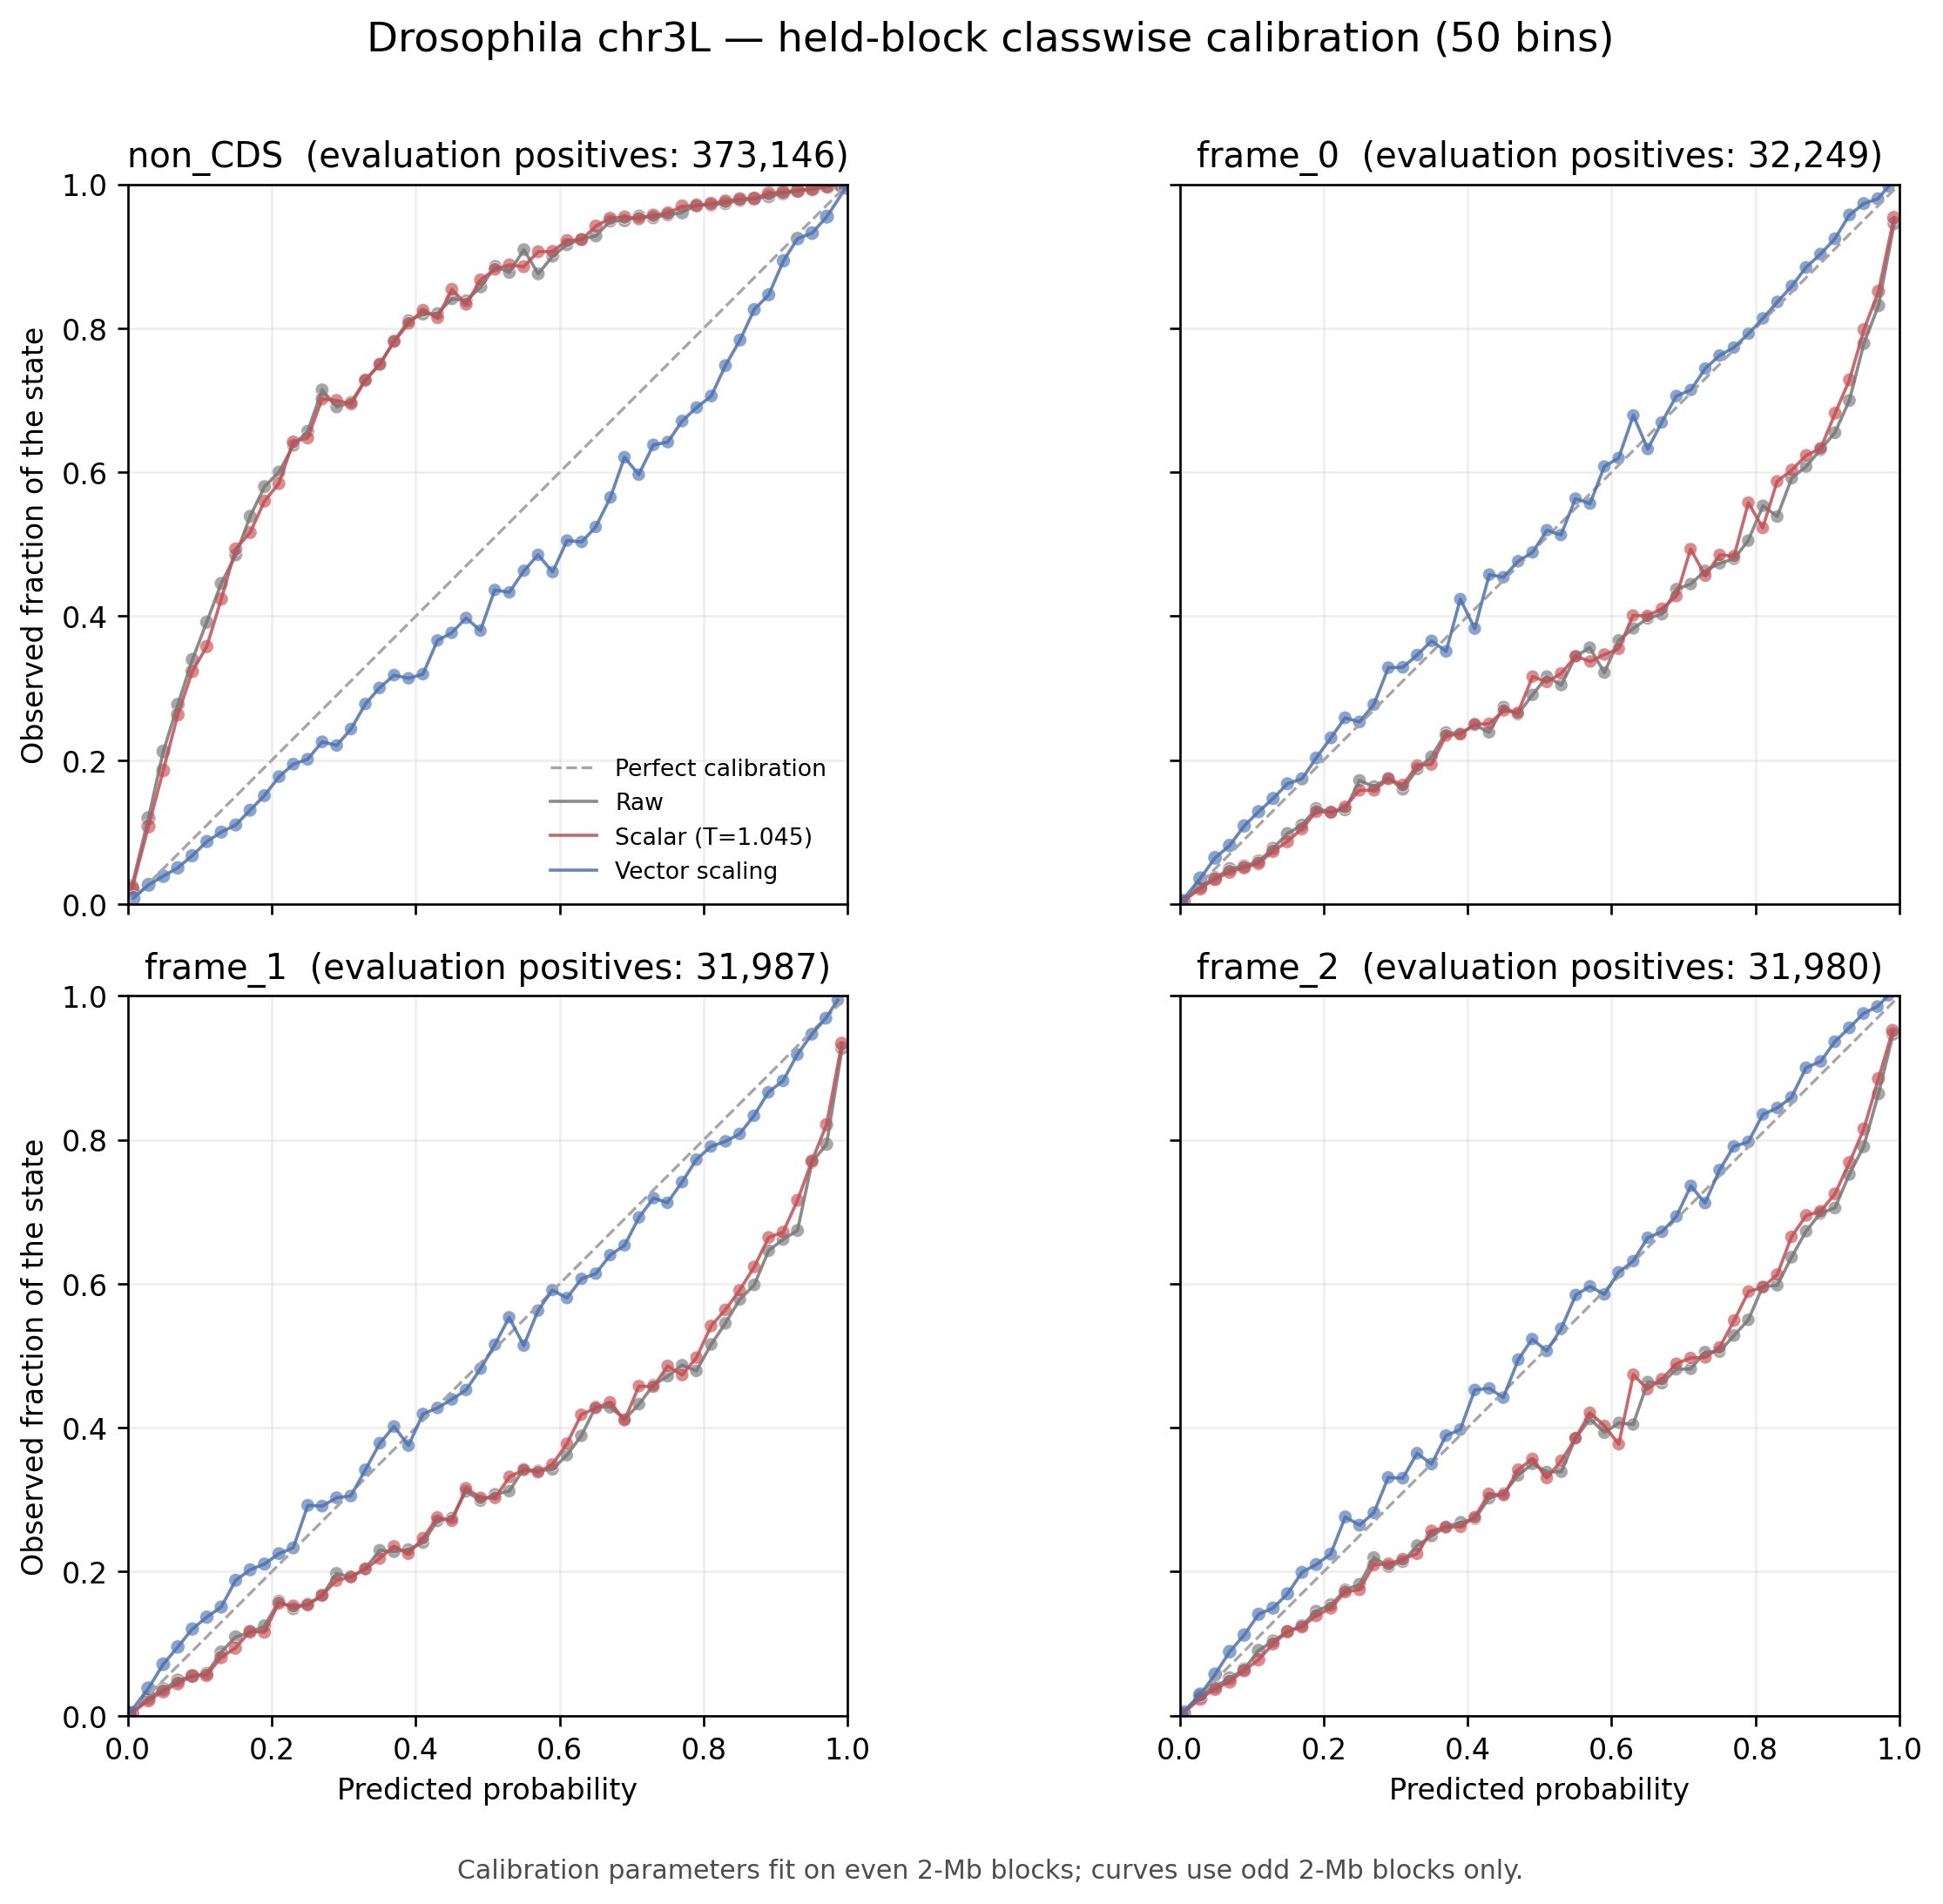 Drosophila chr3L — held-block classwise calibration (50 bins)
non_CDS  (evaluation positives: 373,146)
1.0
0.8
0.6
0.4
0.2
0.0
Observed fraction of the state
Perfect calibration
Raw
Scalar (T=1.045)
Vector scaling
frame_0  (evaluation positives: 32,249)
frame_1  (evaluation positives: 31,987)
1.0
0.8
0.6
0.4
0.2
0.0
Observed fraction of the state
0.0 0.2 0.4 0.6 0.8 1.0
Predicted probability
frame_2  (evaluation positives: 31,980)
0.0 0.2 0.4 0.6 0.8 1.0
Predicted probability
Calibration parameters fit on even 2-Mb blocks; curves use odd 2-Mb blocks only.